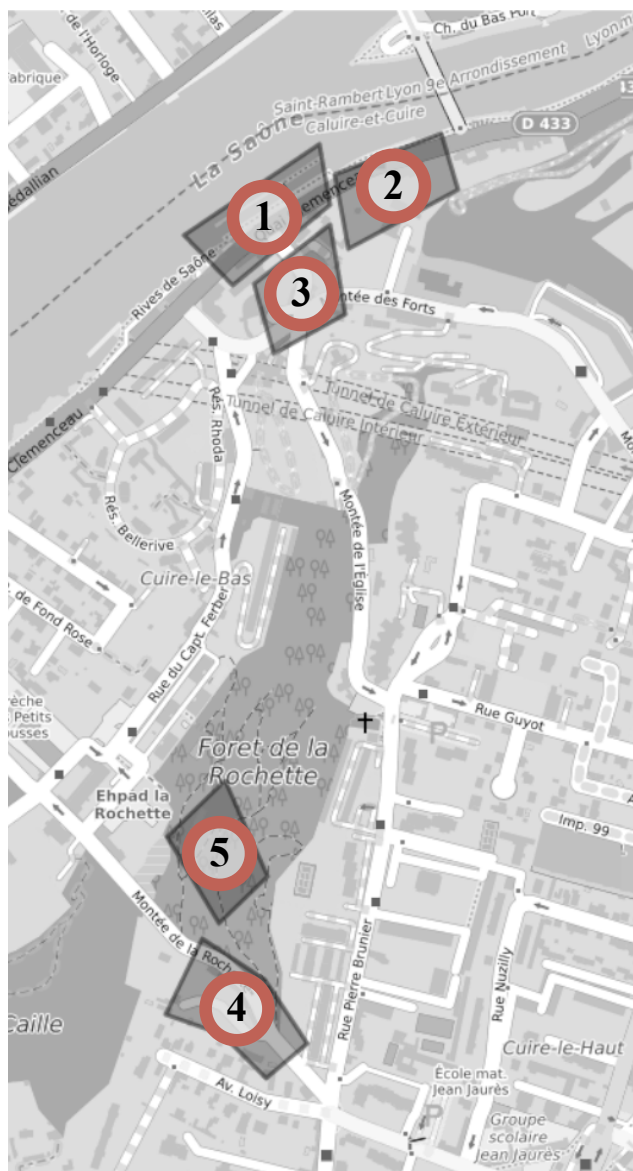 Ch. du Bas Port
de l'Horloge
Fabrique
Saint-Rambert Lyon 9e Arrondissement
Caluire-et-Cuire
La Saône
D 433
2
1
Rives de Saône
3
Montée des Forts
Tunnel de Caluire Extérieur
Tunnel de Caluire Intérieur
Clemenceau
Rés. Rhoda
Rés. Bellerive
Montée de l'Église
Cuire-le-Bas
. de Fond Rose
Rue du Capt. Ferber
Rue Guyot
P
Foret de la
Rochette
Ehpad la
Rochette
Imp. 99
5
Montée de la Roch
4
Rue Pierre Brunier
Rue Nuzilly
Caille
Cuire-le-Haut
Av. Loisy
École mat.
Jean Jaurès
P
Groupe
scolaire
Jean Jaurès